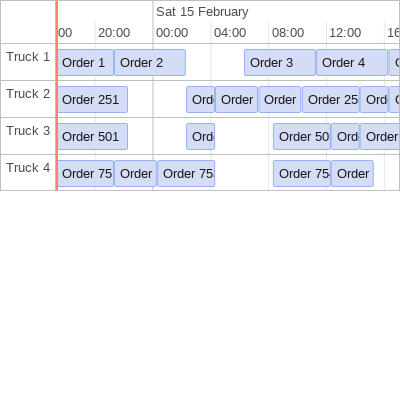 Sat 15 February
00 20:00 00:00 04:00 08:00 12:00 16
Truck 1 Order 1 Order 2 Order 3 Order 4
Truck 2 Order 251 Ord Order Order Order 25 Ord
Truck 3 Order 501 Ord Order 50 Ord Order
Truck 4 Order 75 Order Order 75 Order 75 Order